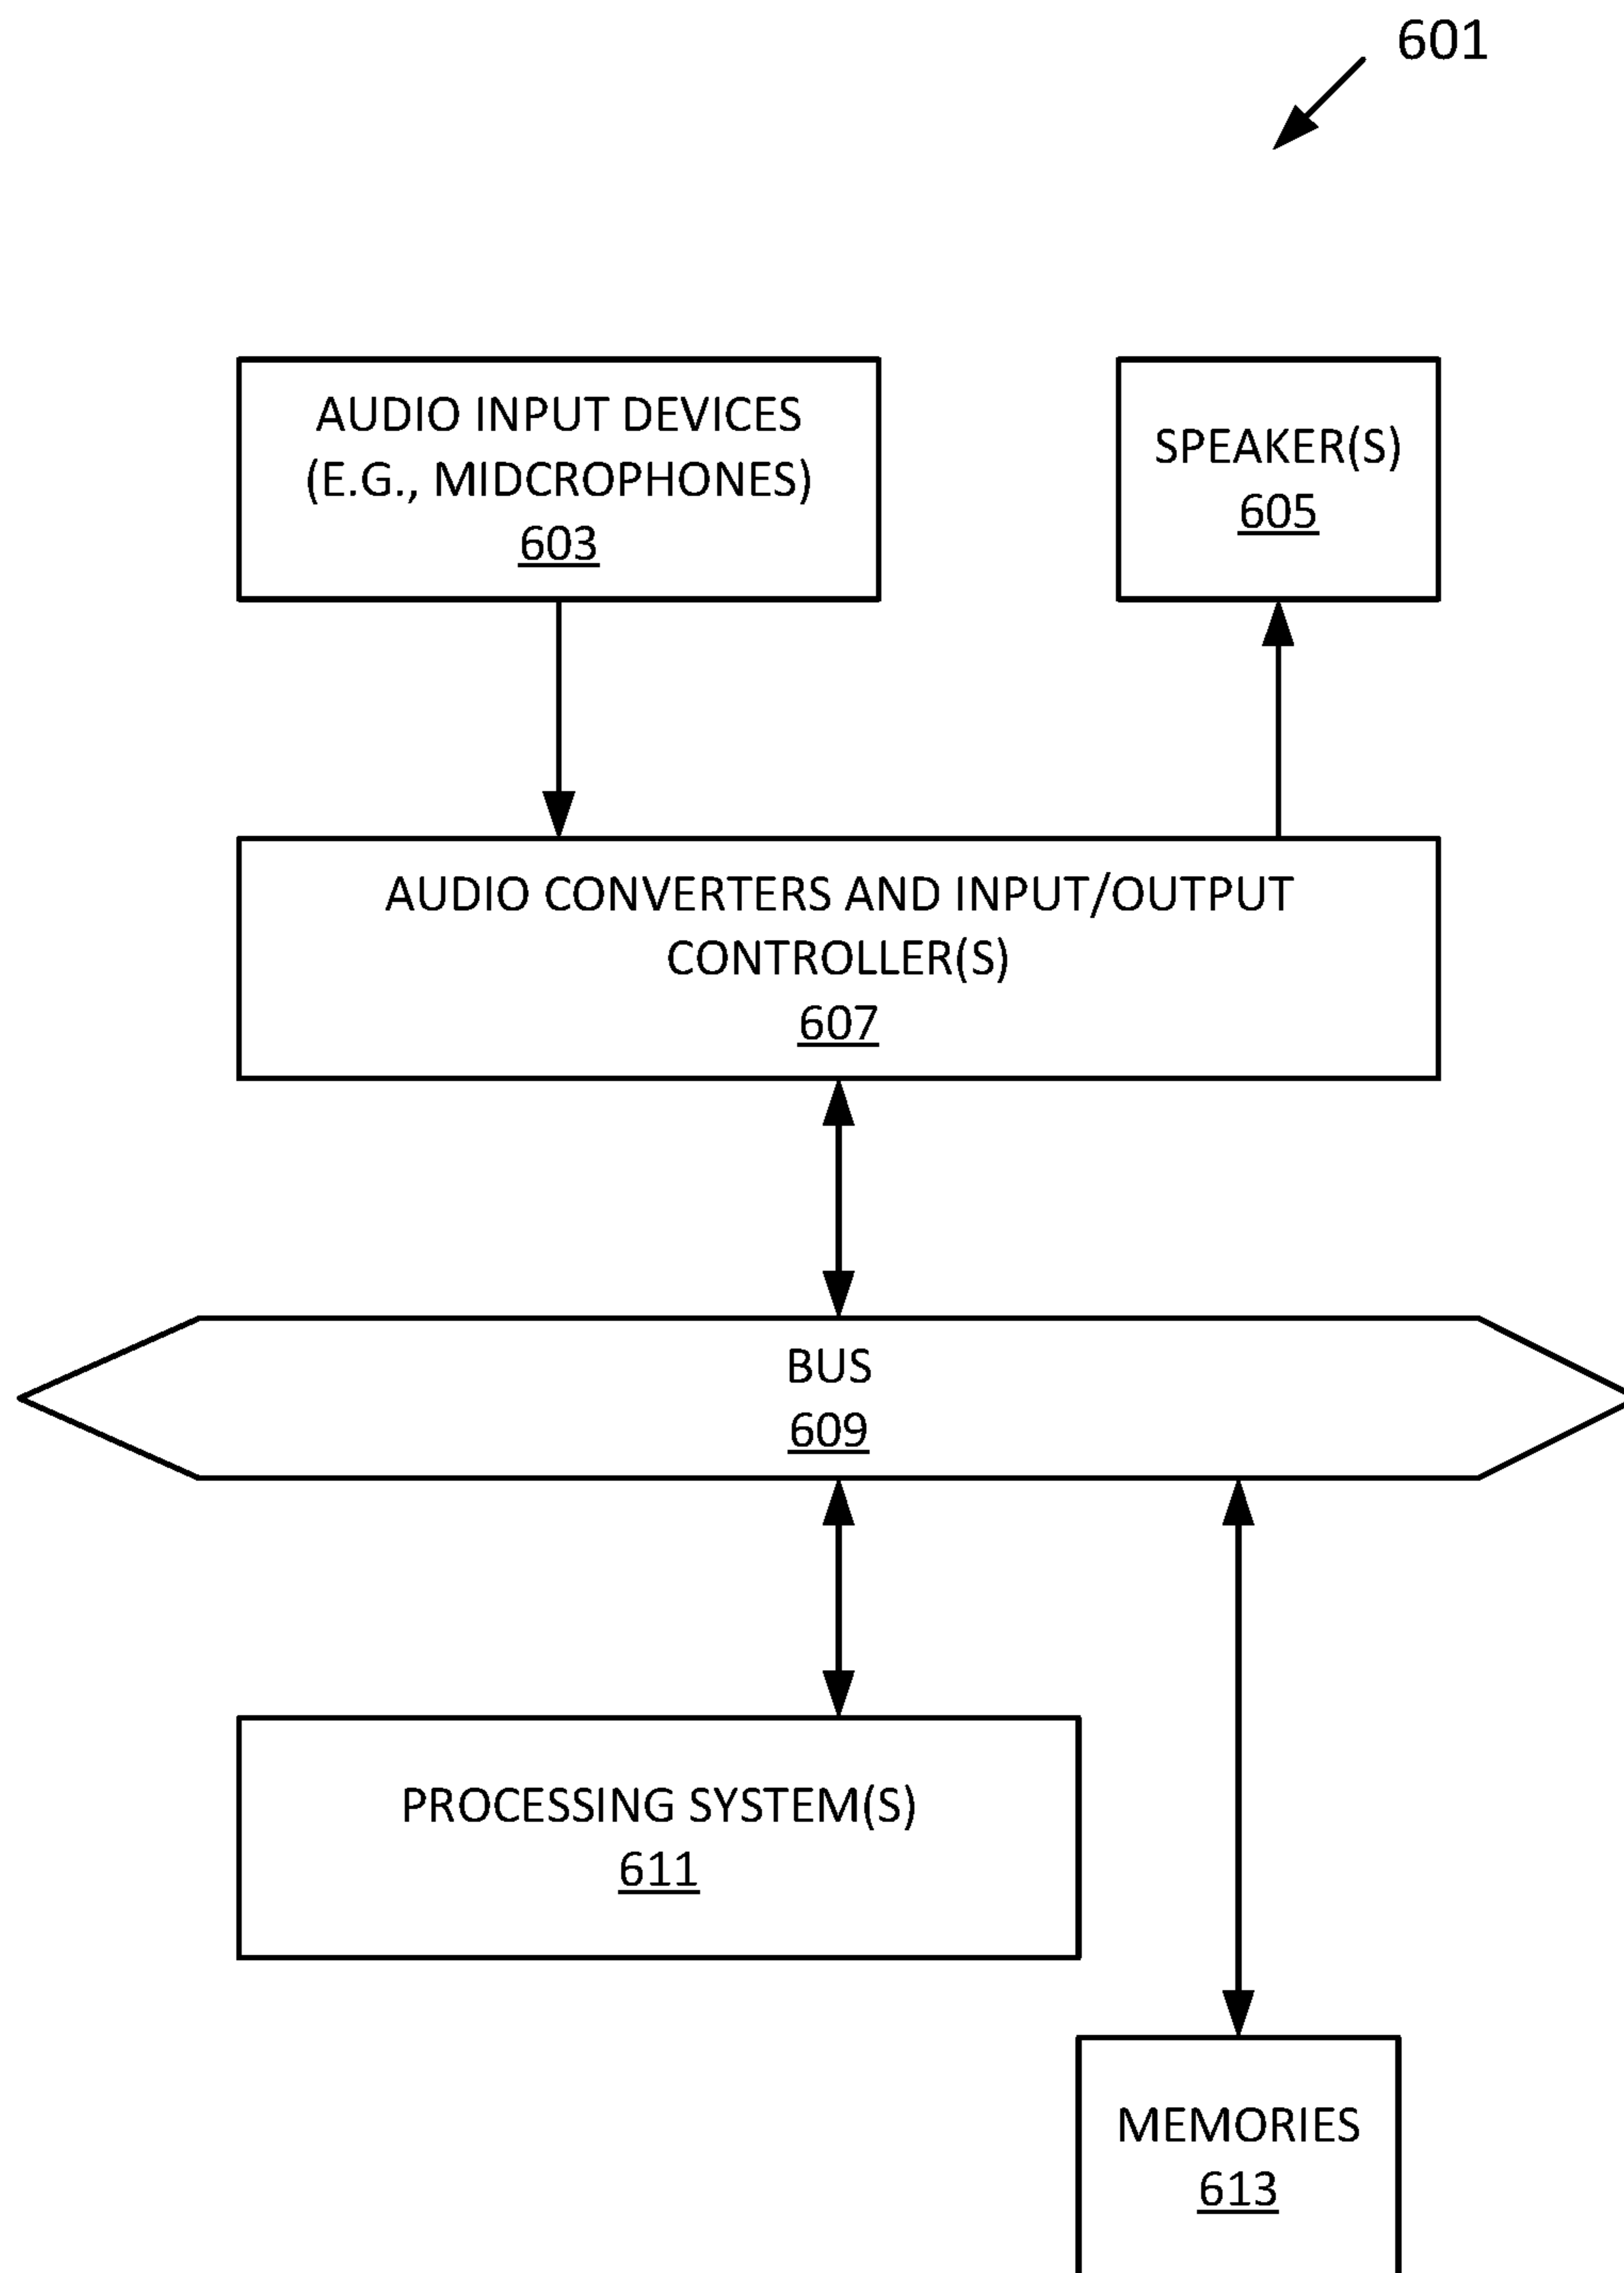 601
AUDIO INPUT DEVICES
(E.G., MIDCROPHONES)
603
SPEAKER(S)
605
AUDIO CONVERTERS AND INPUT/OUTPUT
CONTROLLER(S)
607
BUS
609
PROCESSING SYSTEM(S)
611
MEMORIES
613